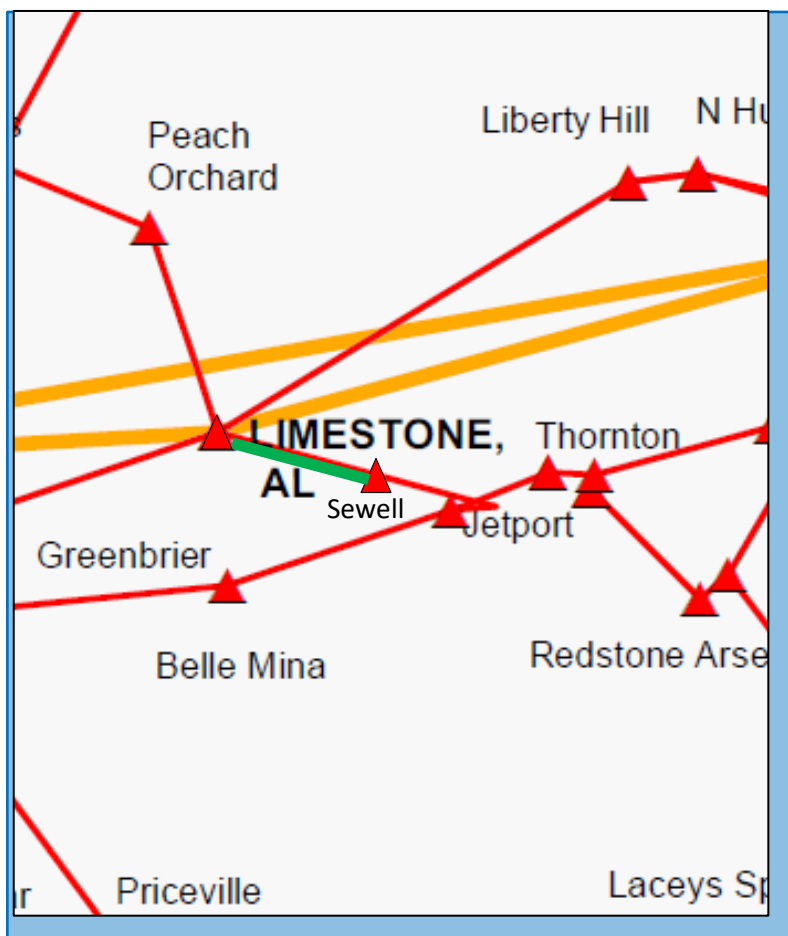 Liberty Hill
N Hu
Peach
Orchard
LIMESTONE,
AL
Thornton
Sewell
Jetport
Greenbrier
Belle Mina
Redstone Arse
Priceville
Laceys Sp